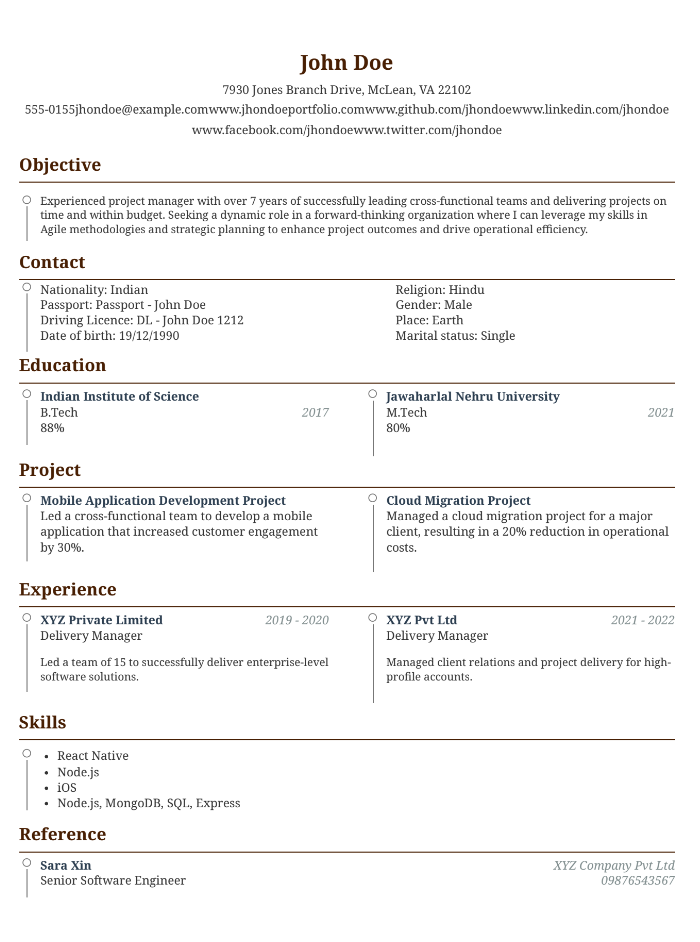 John Doe
7930 Jones Branch Drive, McLean, VA 22102
555-0155jhondoe@example.comwww.jhondoeportfolio.comwww.github.com/jhondoewww.linkedin.com/jhondoe
www.facebook.com/jhondoewww.twitter.com/jhondoe
Objective
Experienced project manager with over 7 years of successfully leading cross-functional teams and delivering projects on
time and within budget. Seeking a dynamic role in a forward-thinking organization where I can leverage my skills in
Agile methodologies and strategic planning to enhance project outcomes and drive operational efficiency.
Contact
Nationality: Indian
Passport: Passport - John Doe
Driving Licence: DL - John Doe 1212
Date of birth: 19/12/1990
Religion: Hindu
Gender: Male
Place: Earth
Marital status: Single
Education
Indian Institute of Science
B.Tech 2017
88%
Jawaharlal Nehru University
M.Tech 2021
80%
Project
Mobile Application Development Project
Led a cross-functional team to develop a mobile
application that increased customer engagement
by 30%.
Cloud Migration Project
Managed a cloud migration project for a major
client, resulting in a 20% reduction in operational
costs.
Experience
XYZ Private Limited 2019 - 2020
Delivery Manager
Led a team of 15 to successfully deliver enterprise-level
software solutions.
XYZ Pvt Ltd 2021 - 2022
Delivery Manager
Managed client relations and project delivery for high-
profile accounts.
Skills
• React Native
• Node.js
• iOS
• Node.js, MongoDB, SQL, Express
Reference
Sara Xin XYZ Company Pvt Ltd
Senior Software Engineer 09876543567